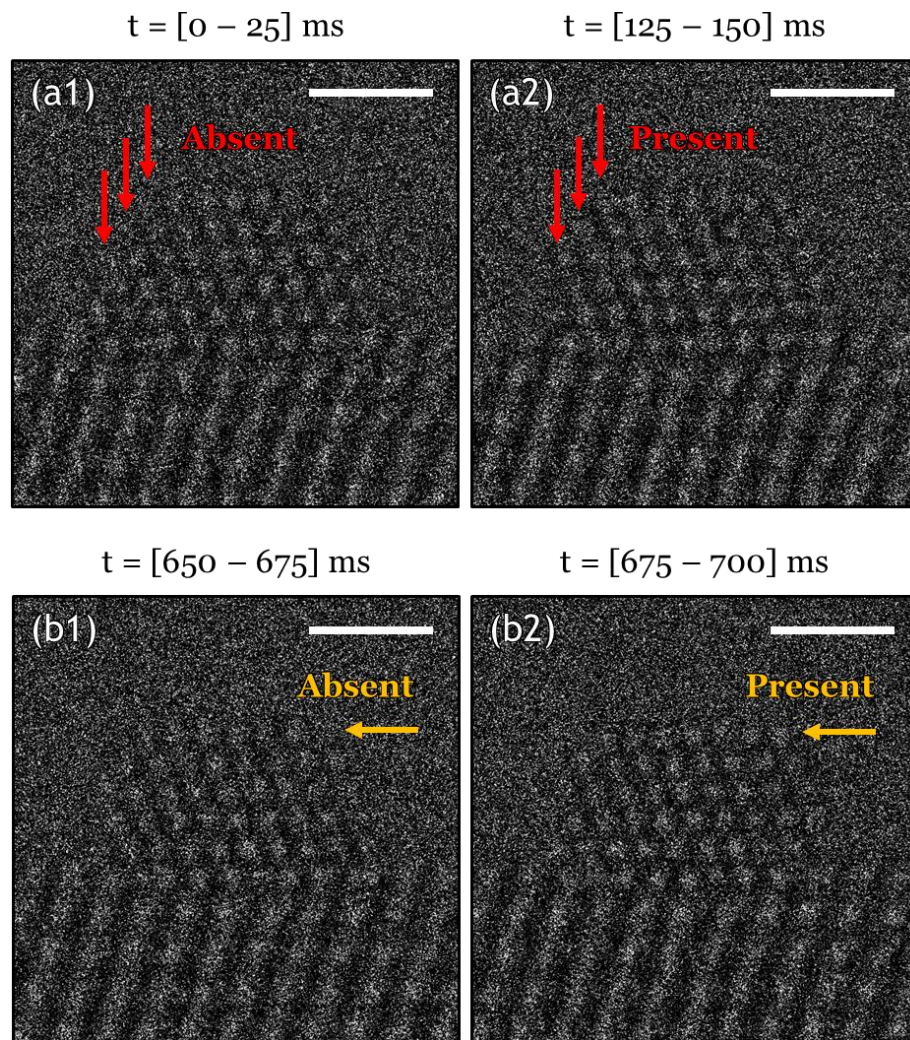 t = [0 – 25] ms
t = [125 – 150] ms
(a1)
Absent
(a2)
Present
t = [650 – 675] ms
t = [675 – 700] ms
(b1)
Absent
(b2)
Present